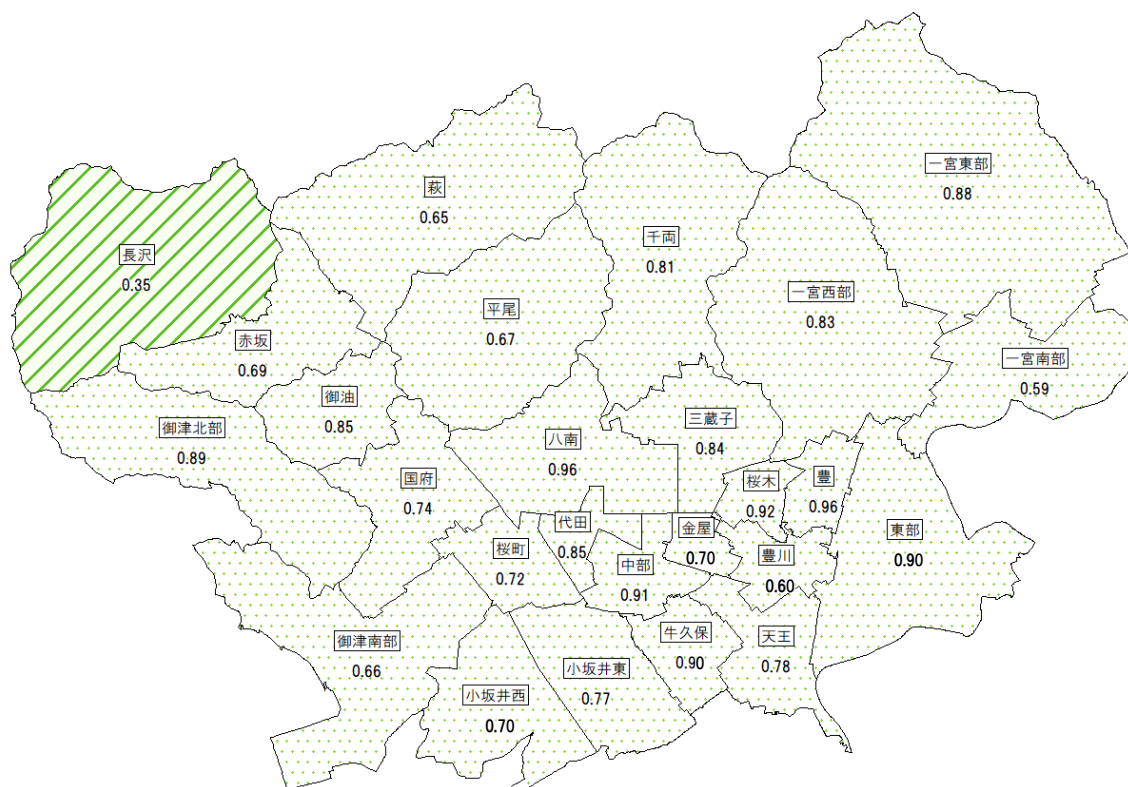 一宮東部
0.88
萩
0.65
千両
0.81
長沢
0.35
一宮西部
0.83
平尾
0.67
赤坂
0.69
一宮南部
0.59
御油
0.85
三蔵子
0.84
御津北部
0.89
八南
0.96
国府
0.74
桜木
0.92
豊
0.96
代田
0.85
金屋
0.70
東部
0.90
桜町
0.72
中部
0.91
豊川
0.60
御津南部
0.66
牛久保
0.90
天王
0.78
小坂井東
0.77
小坂井西
0.70